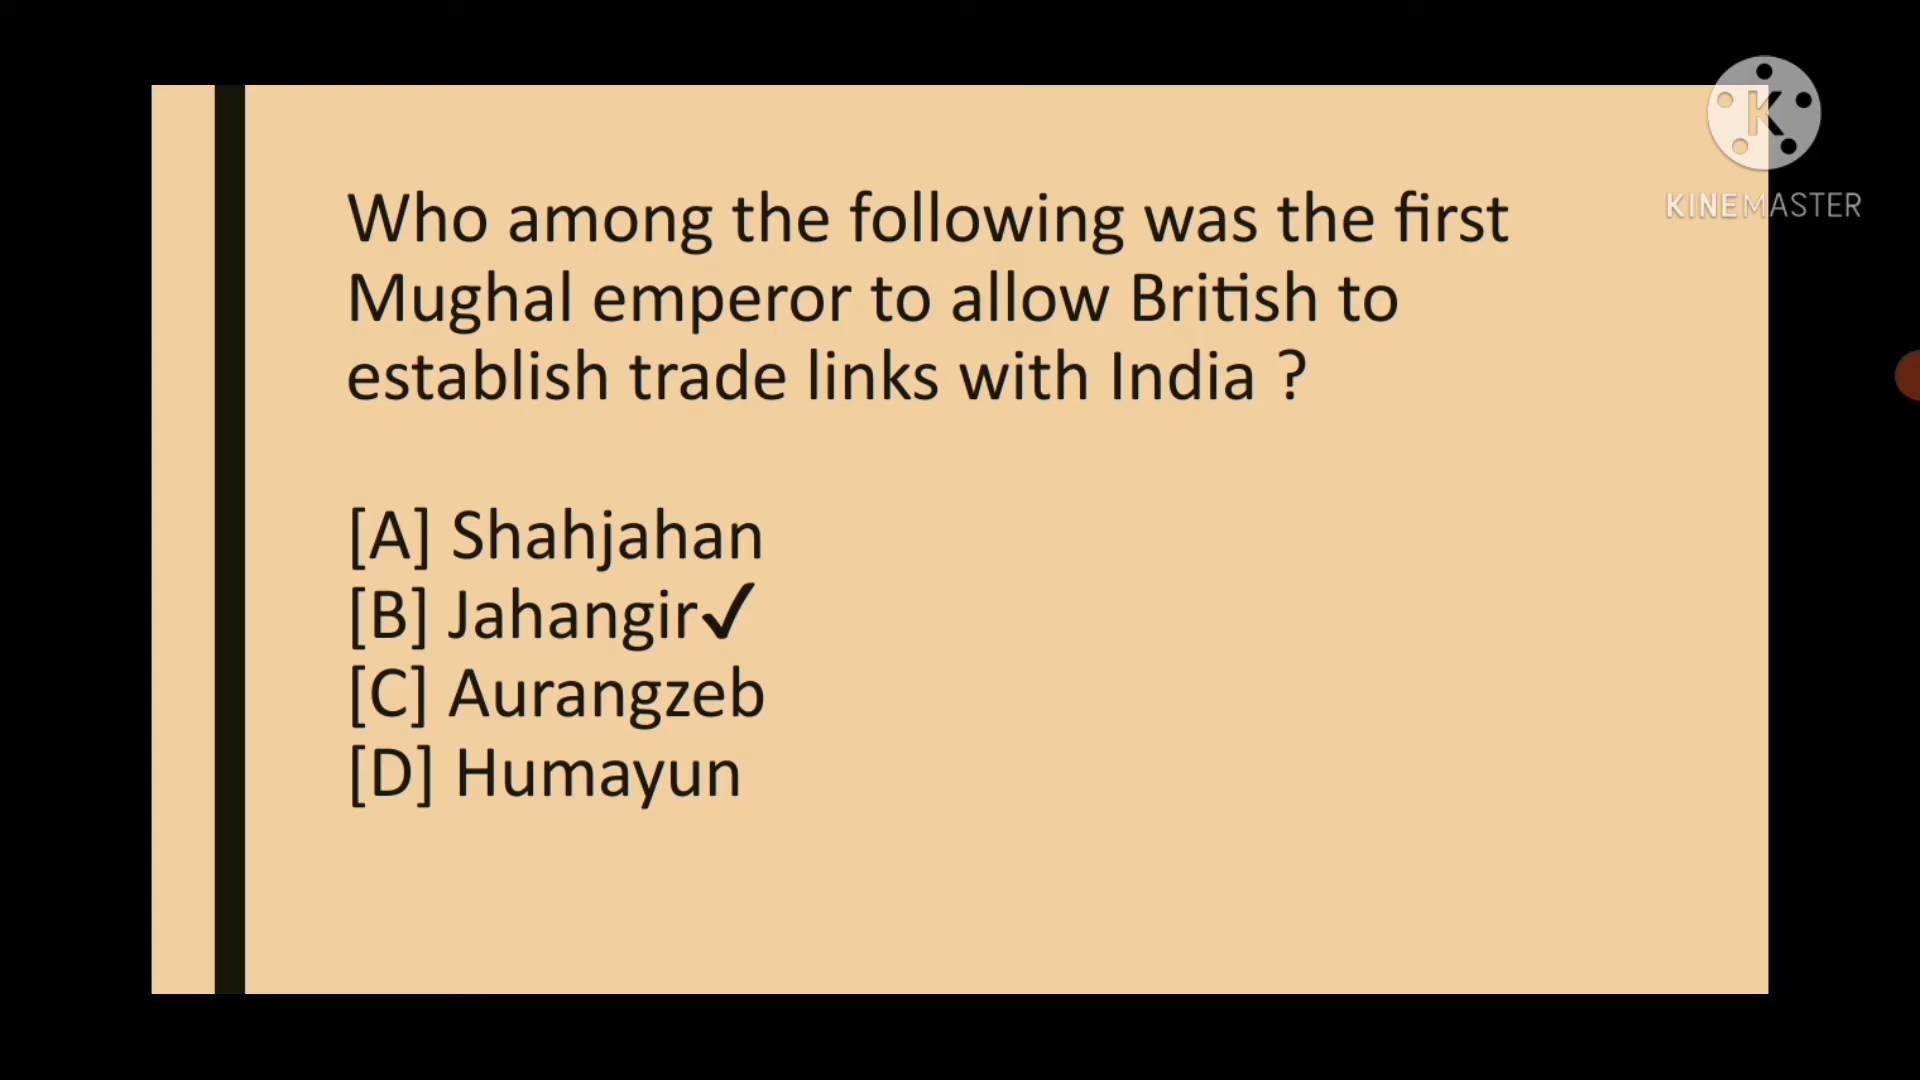 KINEMASTER
Who among the following was the first
Mughal emperor to allow British to
establish trade links with India ?
[A] Shahjahan
[B] Jahangir✓
[C] Aurangzeb
[D] Humayun